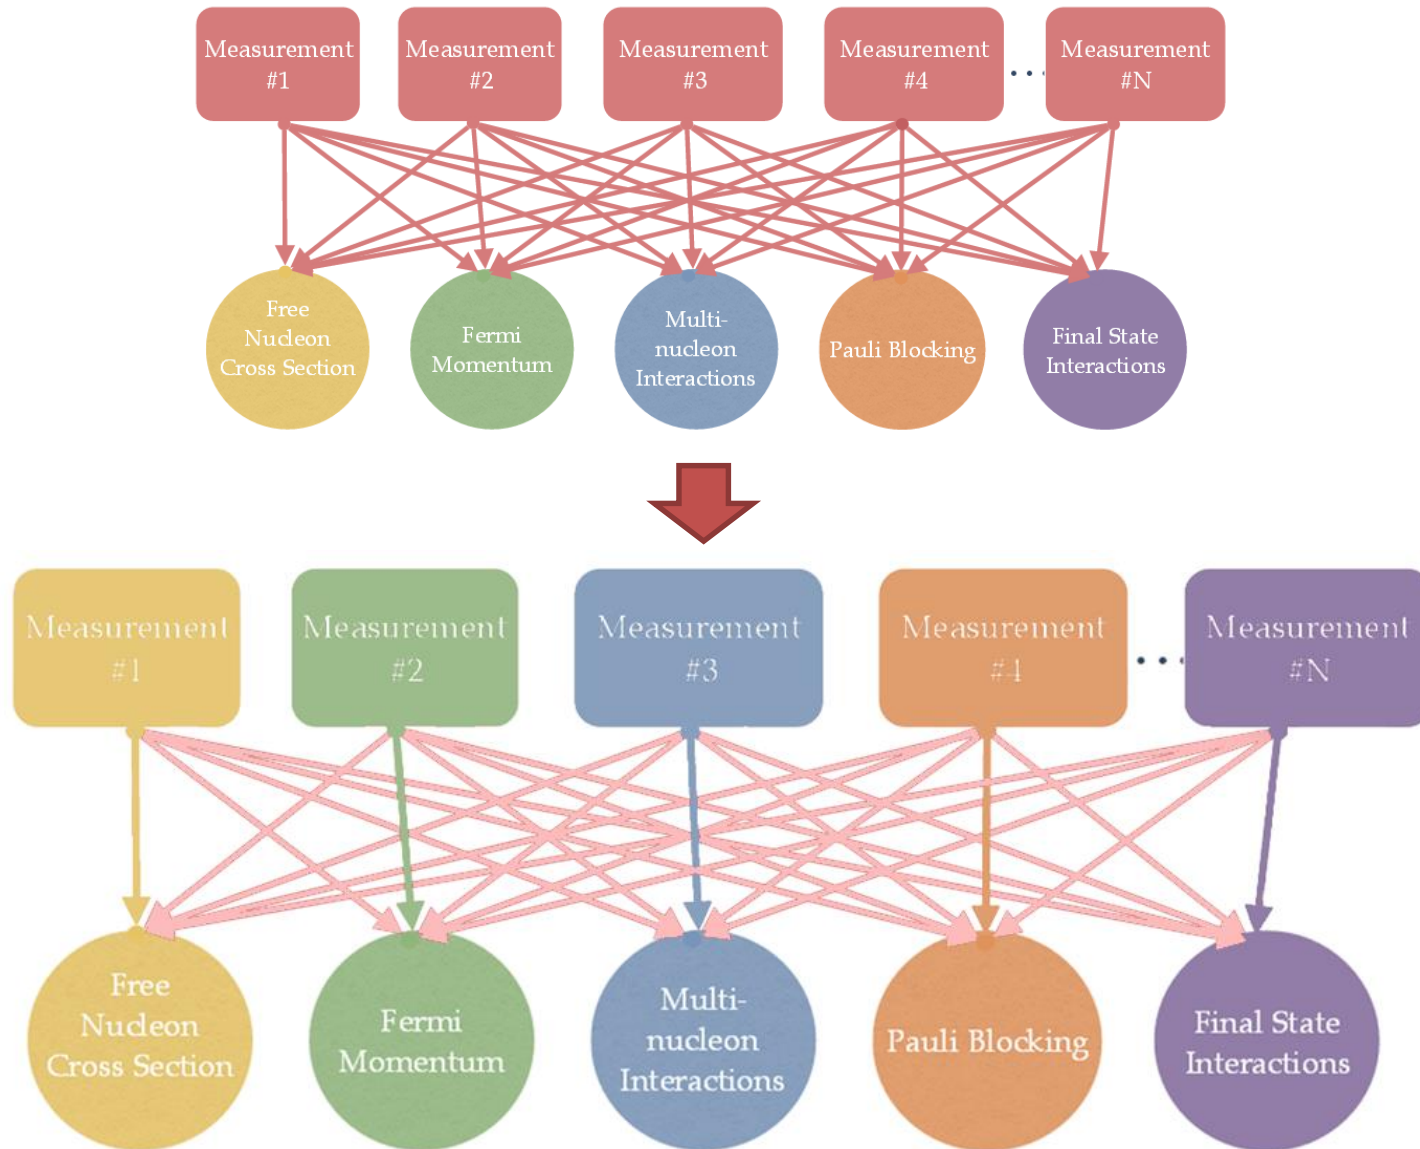 Measurement
#1
Measurement
#2
Measurement
#3
Measurement
#4
...
Measurement
#N
Free
Nucleon
Cross Section
Fermi
Momentum
Multi-
nucleon
Interactions
Pauli Blocking
Final State
Interactions
Measurement
#1
Measurement
#2
Measurement
#3
Measurement
#4
...
Measurement
#N
Free
Nucleon
Cross Section
Fermi
Momentum
Multi-
nucleon
Interactions
Pauli Blocking
Final State
Interactions